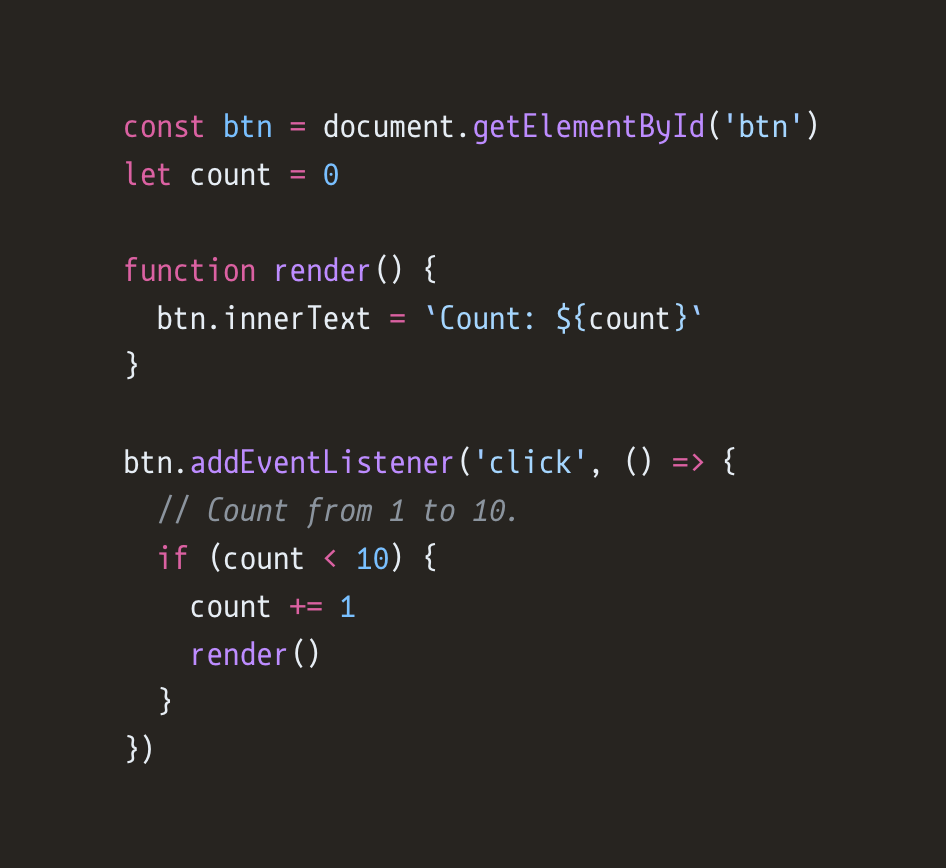 const btn = document.getElementById('btn')
let count = 0

function render() {
  btn.innerText = `Count: ${count}`
}

btn.addEventListener('click', () => {
  // Count from 1 to 10.
  if (count < 10) {
    count += 1
    render()
  }
})